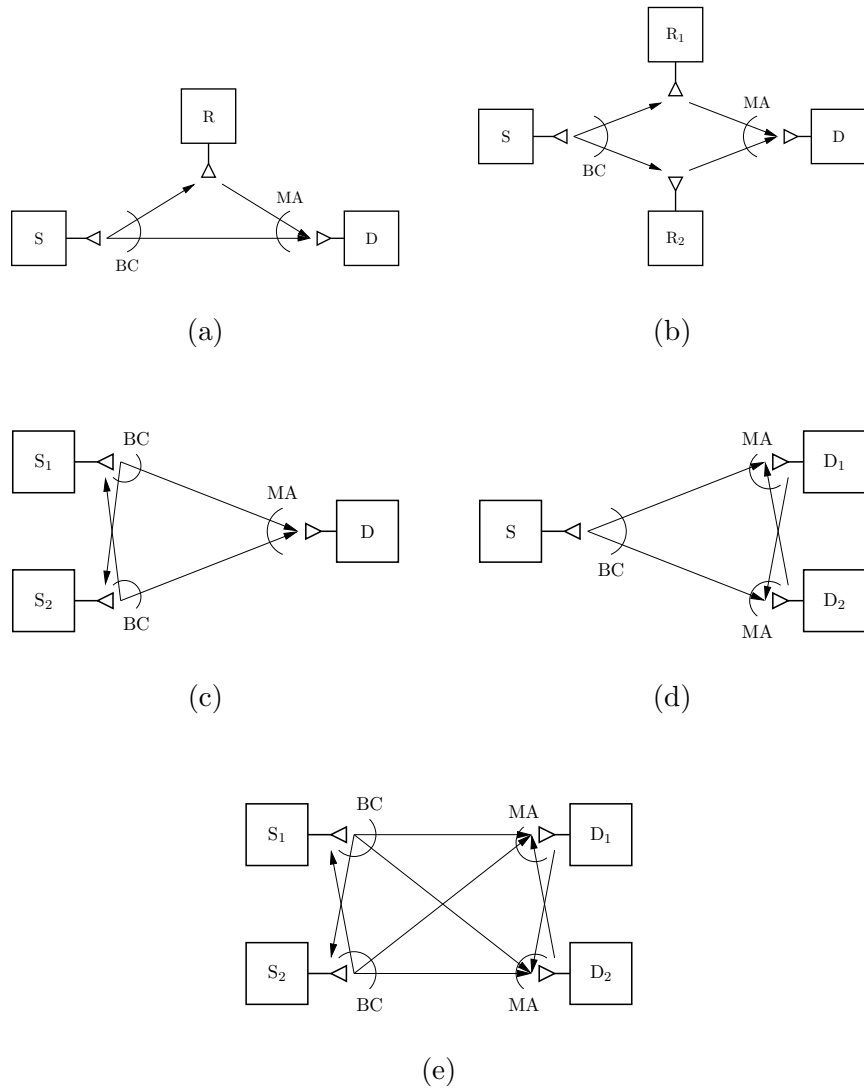 R
MA
S
D
BC
(a)
R₁
MA
S
D
BC
R₂
(b)
BC
S₁
MA
D
S₂
BC
(c)
MA
D₁
S
BC
D₂
MA
(d)
BC
MA
S₁
D₁
S₂
D₂
BC
MA
(e)